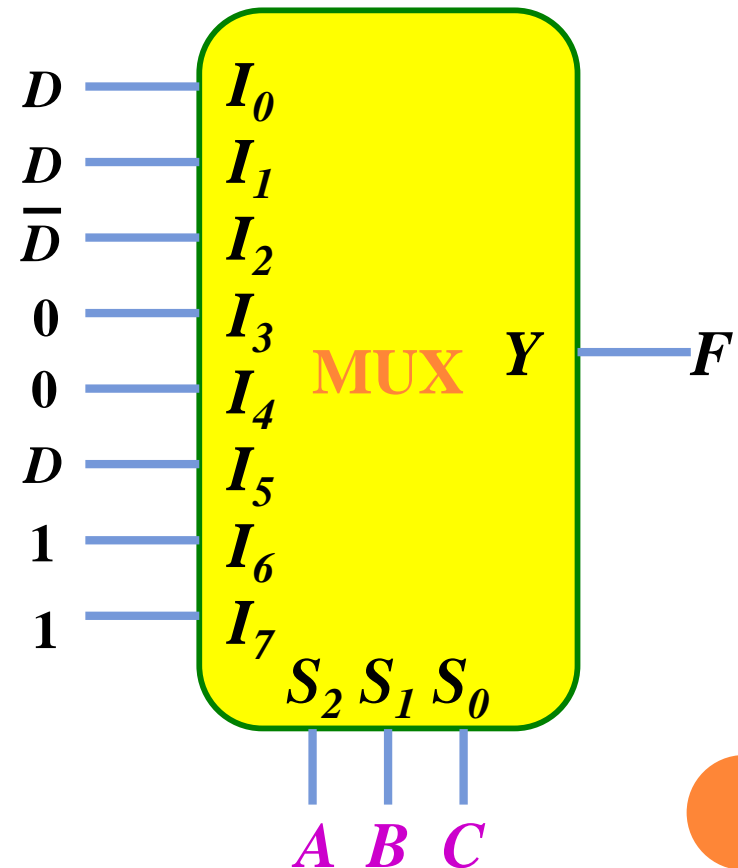 D I₀
D I₁
D̅ I₂
0 I₃
0 I₄ MUX Y F
D I₅
1 I₆
1 I₇
S₂ S₁ S₀
A B C